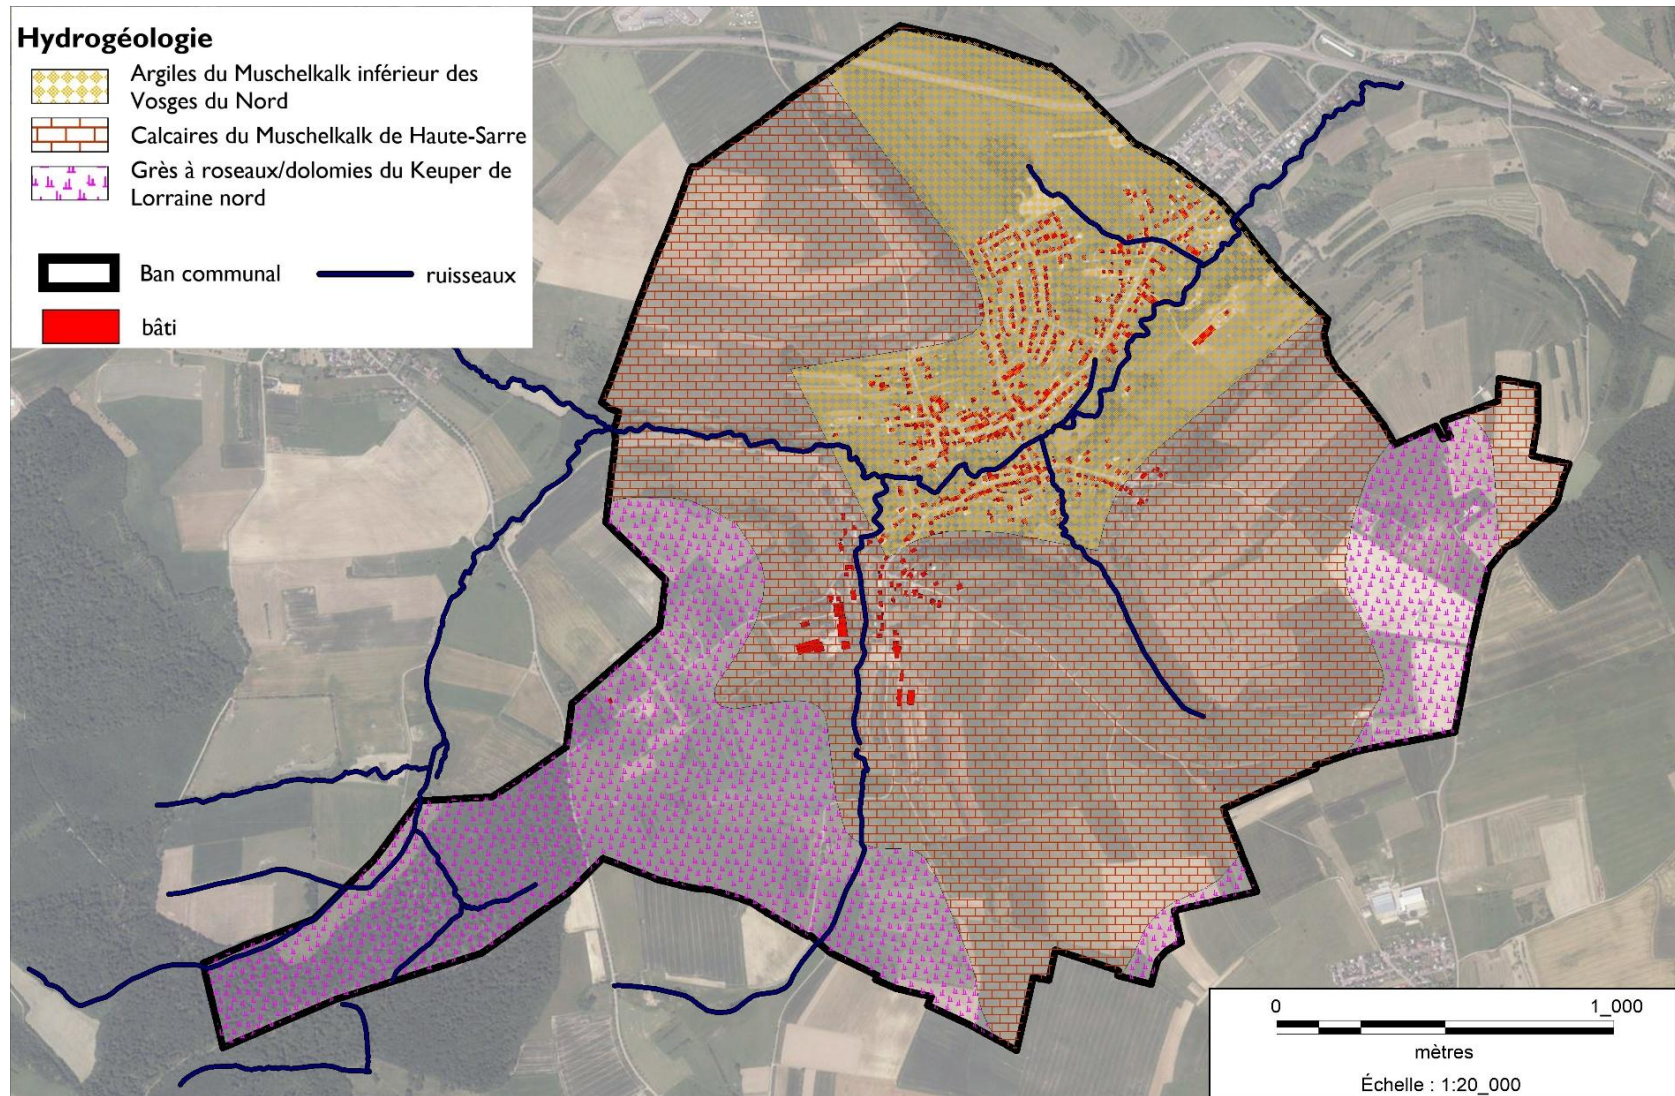 Hydrogéologie
Argiles du Muschelkalk inférieur des
Vosges du Nord
Calcaires du Muschelkalk de Haute-Sarre
Grès à roseaux/dolomies du Keuper de
Lorraine nord
Ban communal
ruisseaux
bâti
0 1_000
mètres
Échelle : 1:20_000